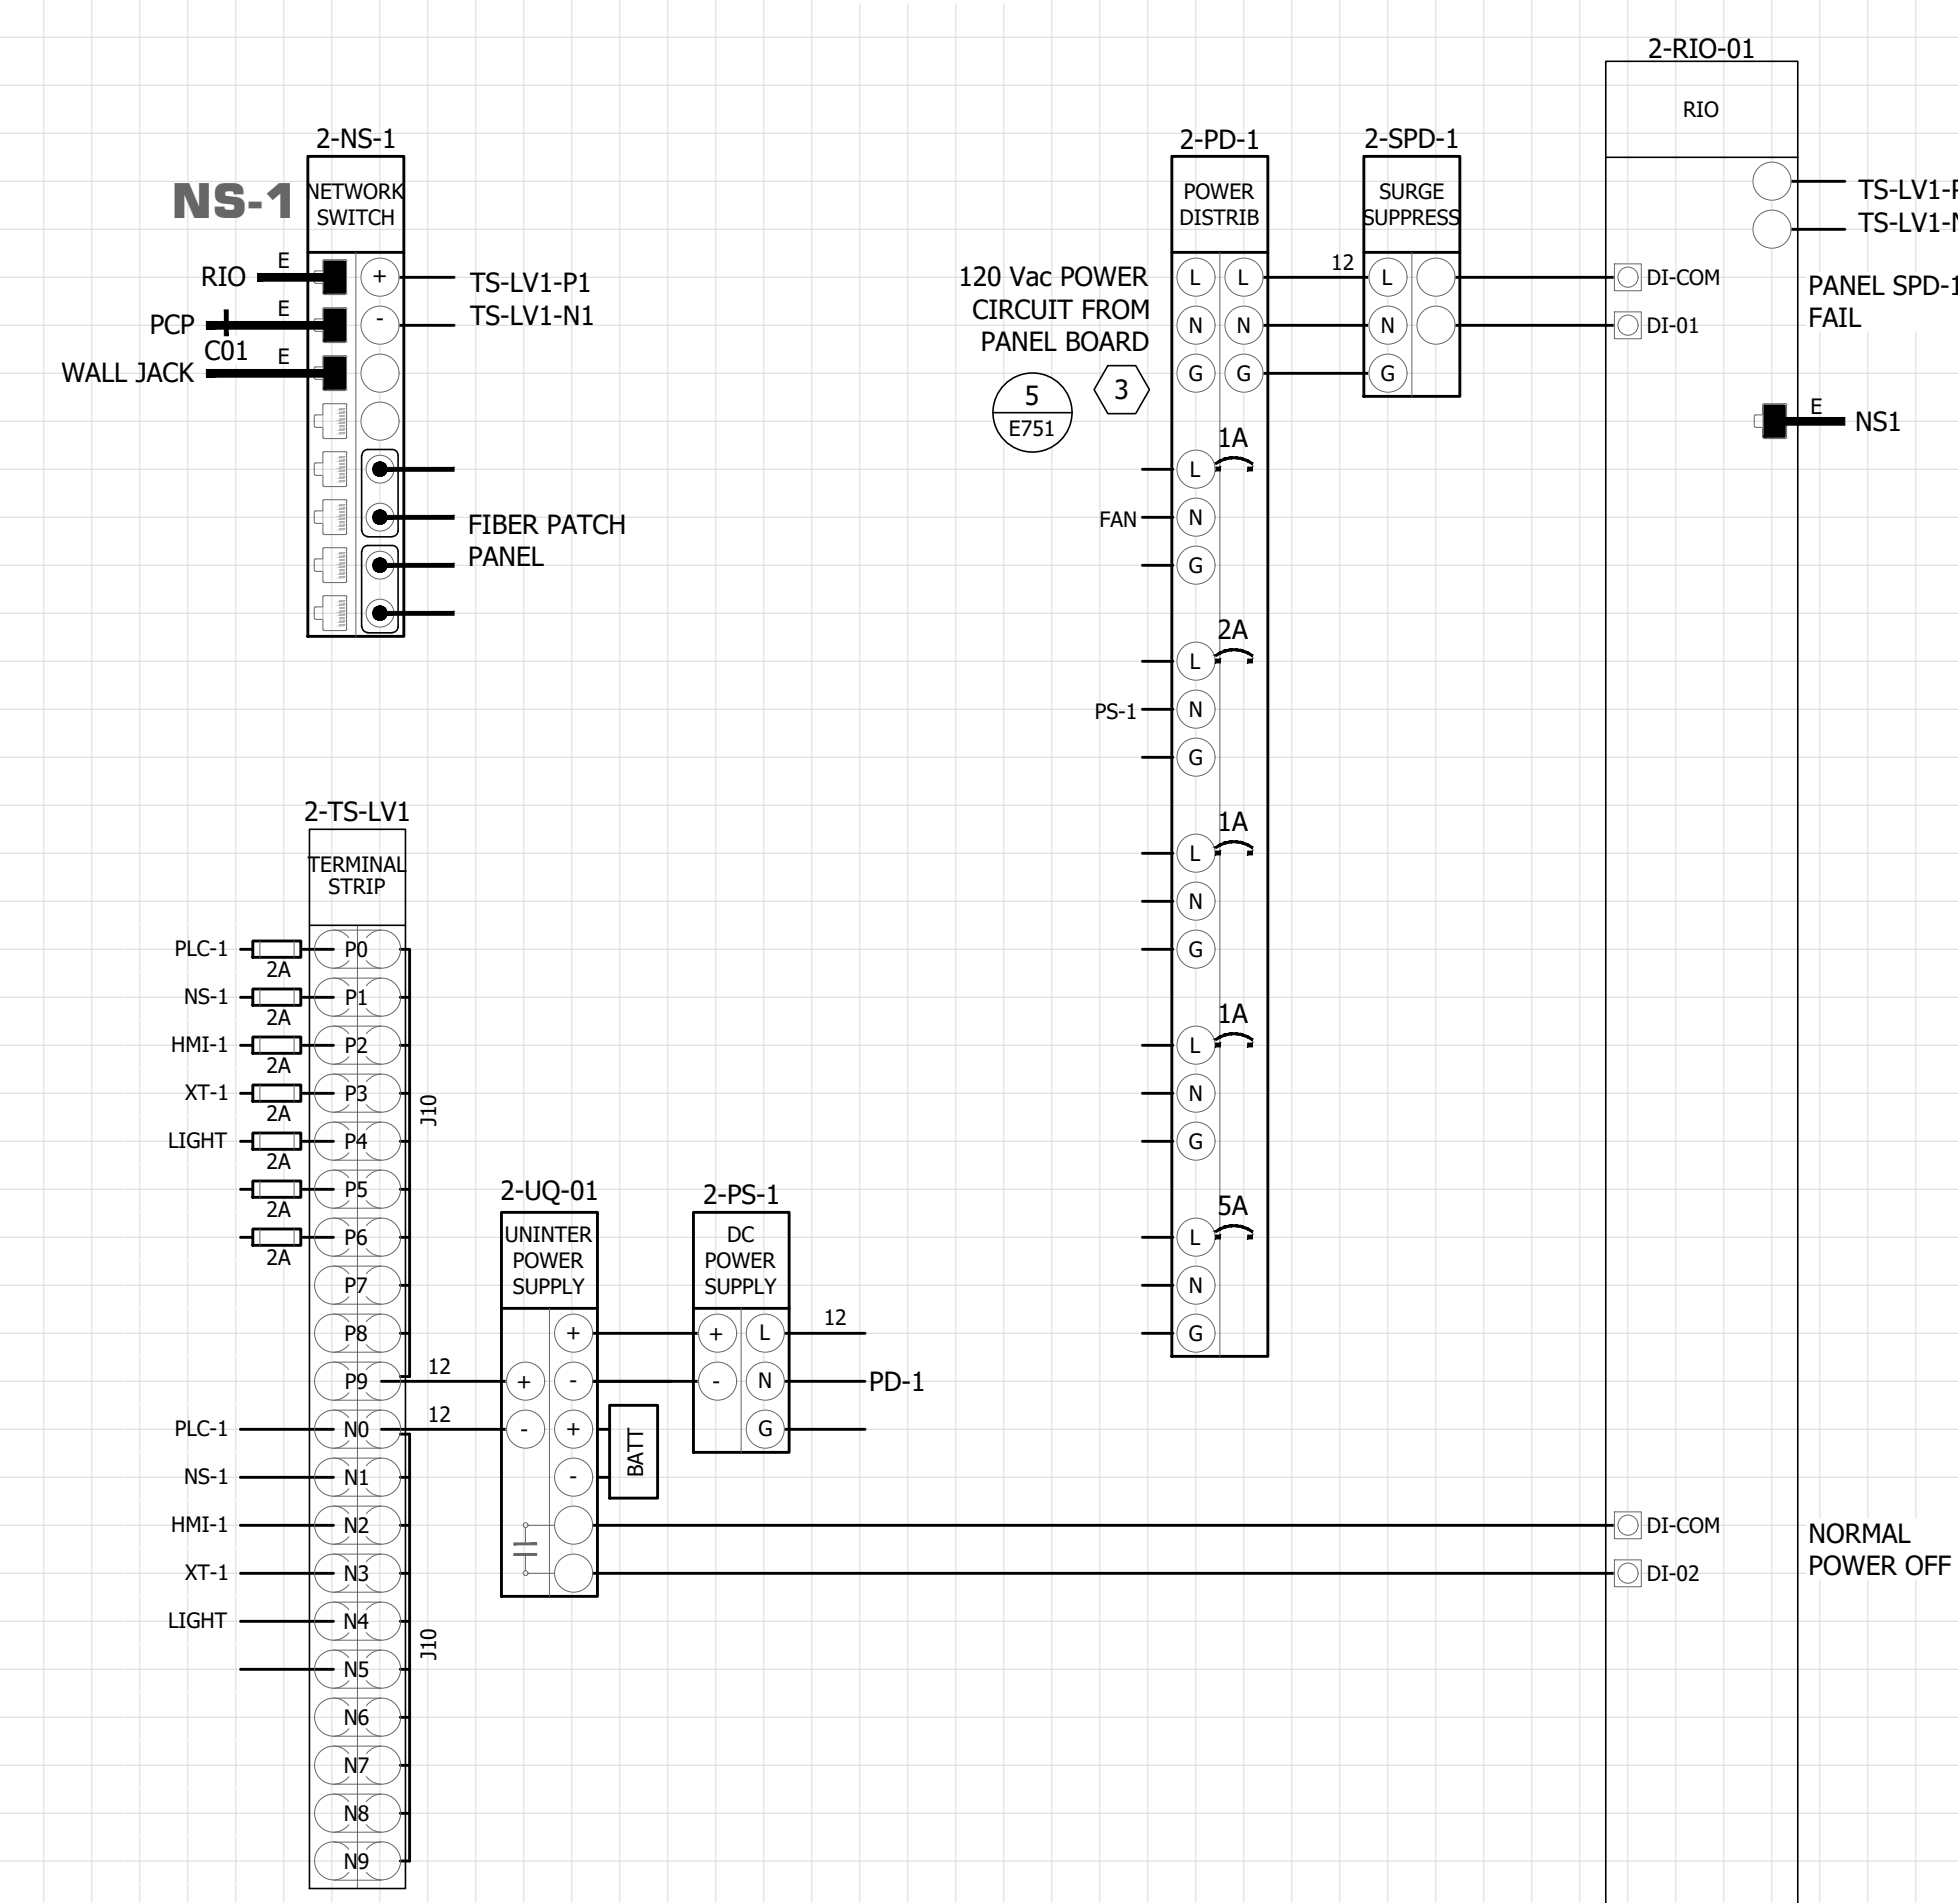 2-NS-1
NS-1
NETWORK
SWITCH
RIO
E
+
TS-LV1-P1
PCP
E
C01
-
TS-LV1-N1
WALL JACK
E
FIBER PATCH
PANEL
2-PD-1
POWER
DISTRIB
120 Vac POWER
CIRCUIT FROM
PANEL BOARD
5
E751
3
L L
N N
G G
1A
L
FAN
N
G
2A
L
PS-1
N
G
1A
L
N
G
1A
L
N
G
5A
L
N
G
2-SPD-1
SURGE
SUPPRESS
12
L
N
G
2-RIO-01
RIO
TS-LV1-
TS-LV1-
DI-COM
DI-01
PANEL SPD-1
FAIL
E
NS1
DI-COM
DI-02
NORMAL
POWER OFF
2-TS-LV1
TERMINAL
STRIP
PLC-1
2A
P0
NS-1
2A
P1
HMI-1
2A
P2
XT-1
2A
P3
J10
LIGHT
2A
P4
2A
P5
2A
P6
P7
P8
P9
12
PLC-1
N0
12
NS-1
N1
HMI-1
N2
XT-1
N3
LIGHT
N4
J10
N5
N6
N7
N8
N9
2-UQ-01
UNINTER
POWER
SUPPLY
+
+ -
- +
-
BATT
2-PS-1
DC
POWER
SUPPLY
+ L
- N
G
12
PD-1